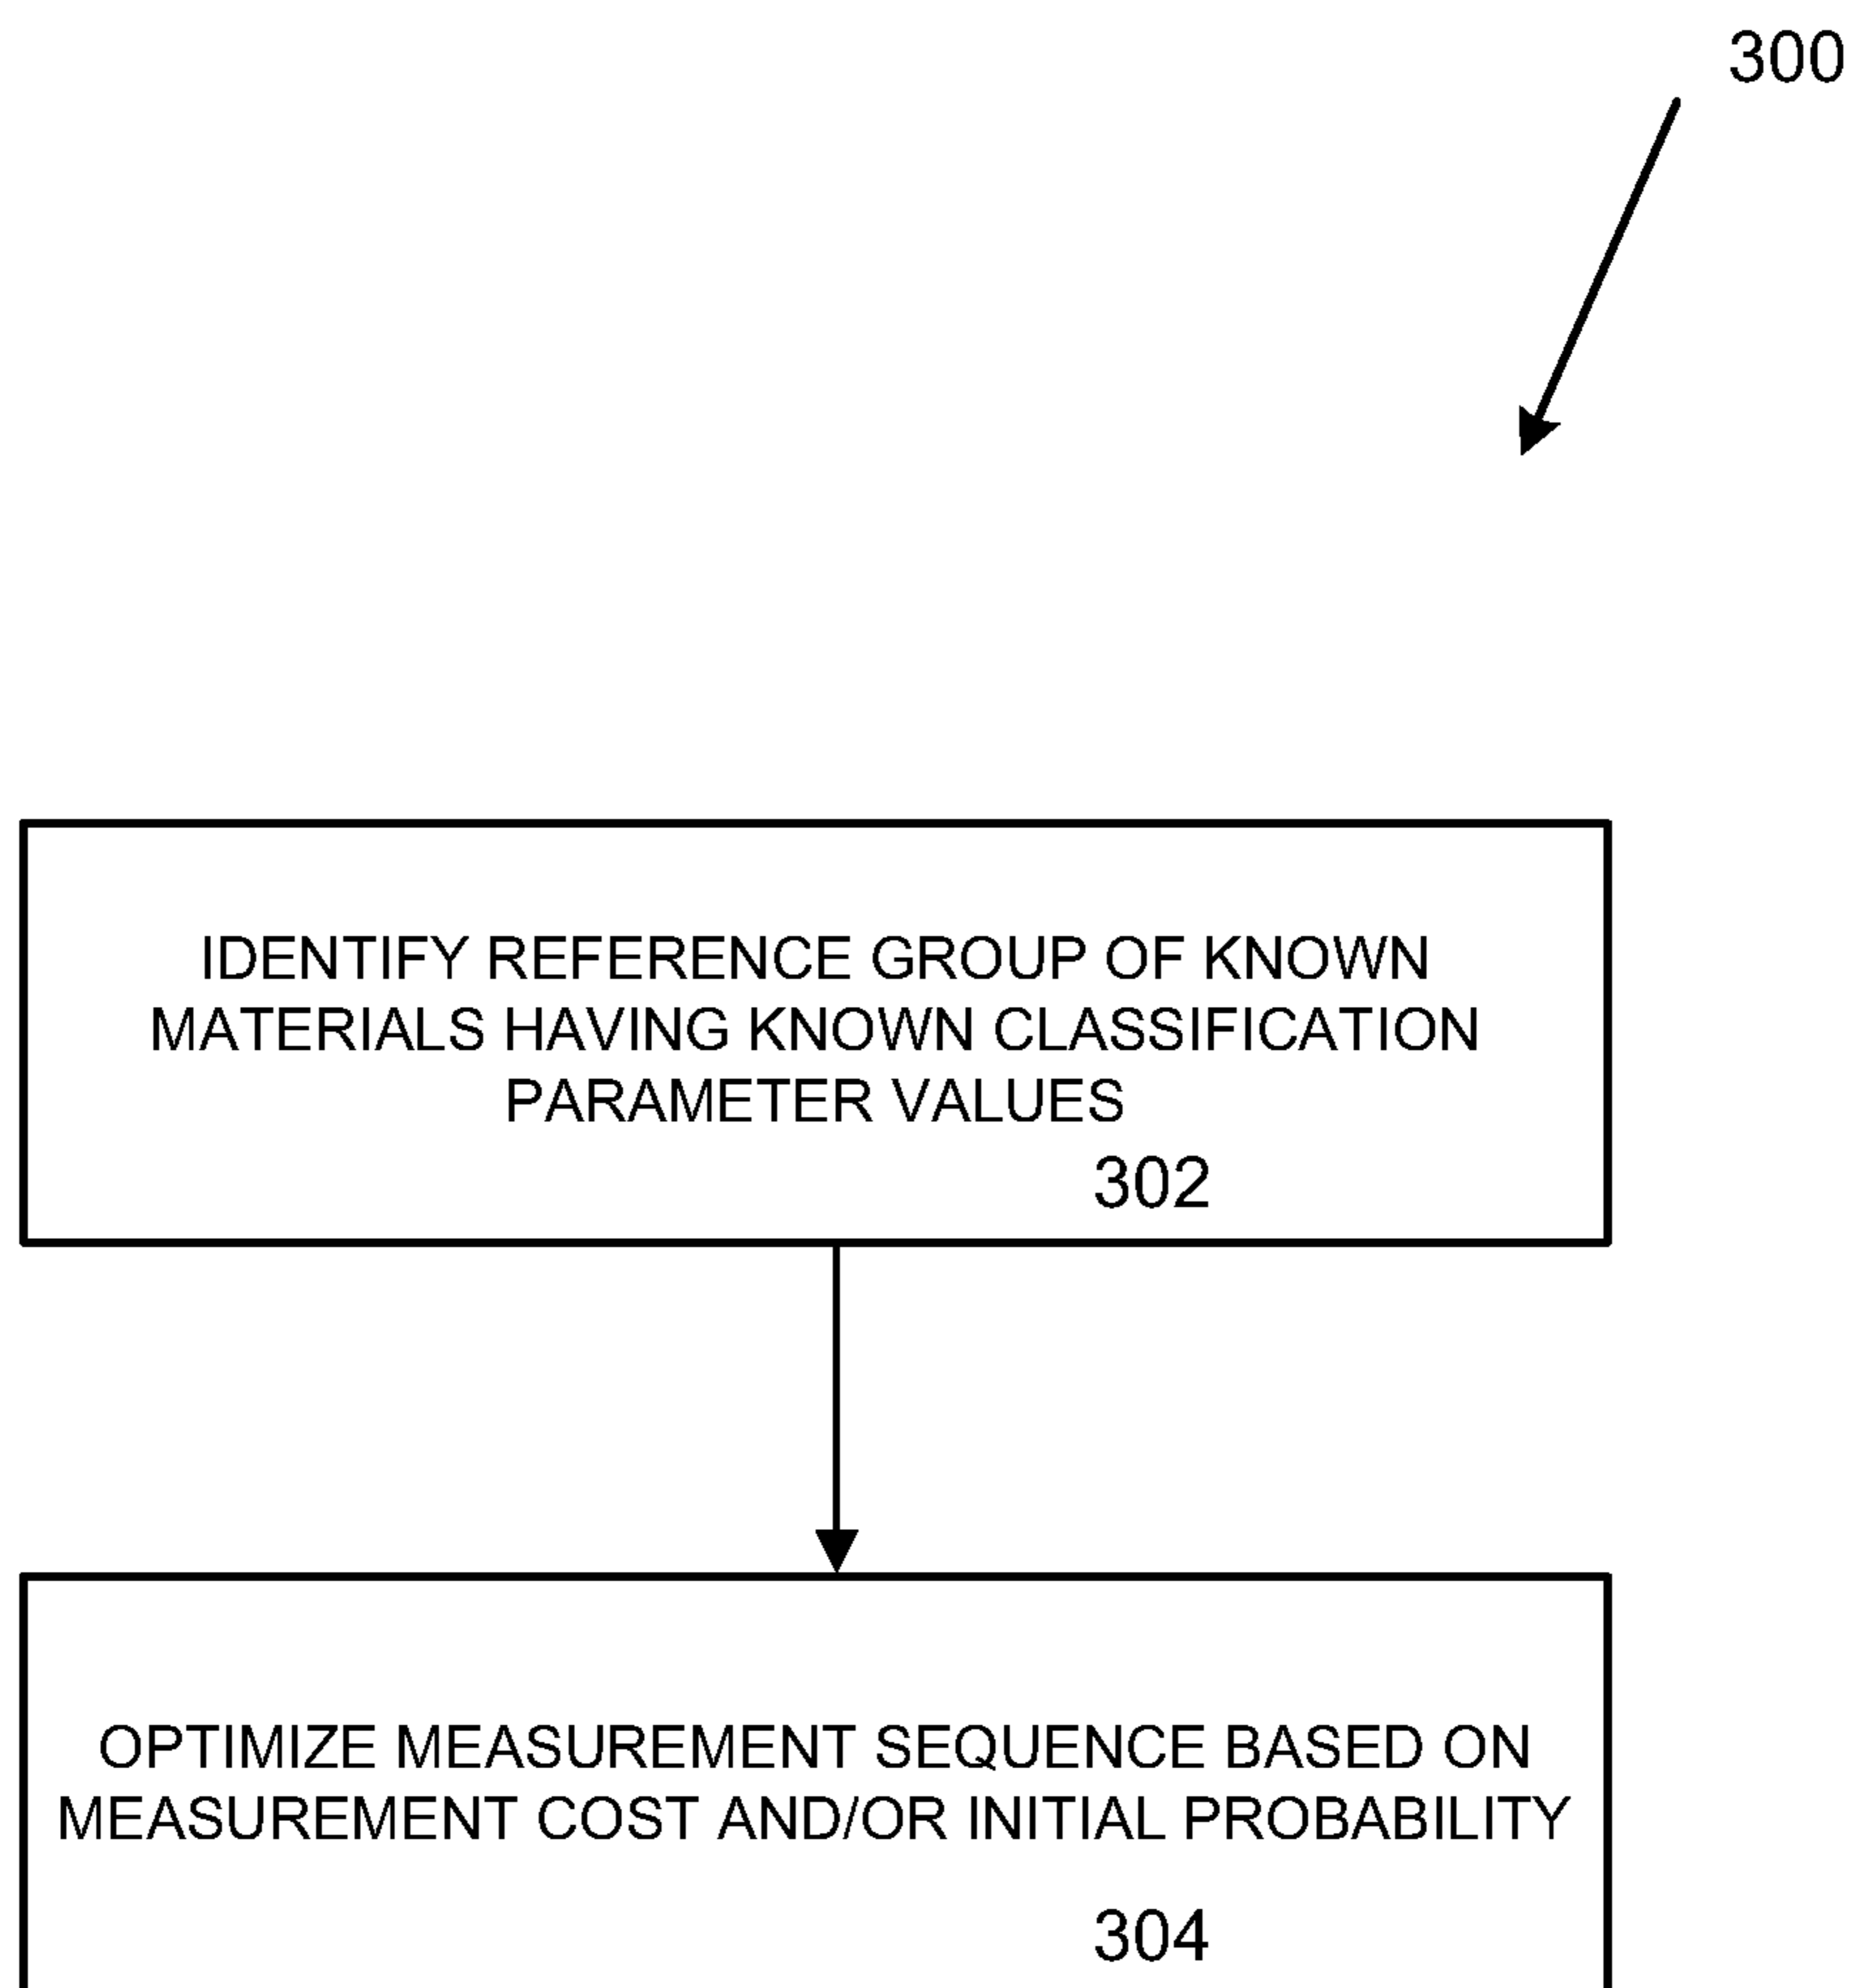 300
IDENTIFY REFERENCE GROUP OF KNOWN
MATERIALS HAVING KNOWN CLASSIFICATION
PARAMETER VALUES
302
OPTIMIZE MEASUREMENT SEQUENCE BASED ON
MEASUREMENT COST AND/OR INITIAL PROBABILITY
304